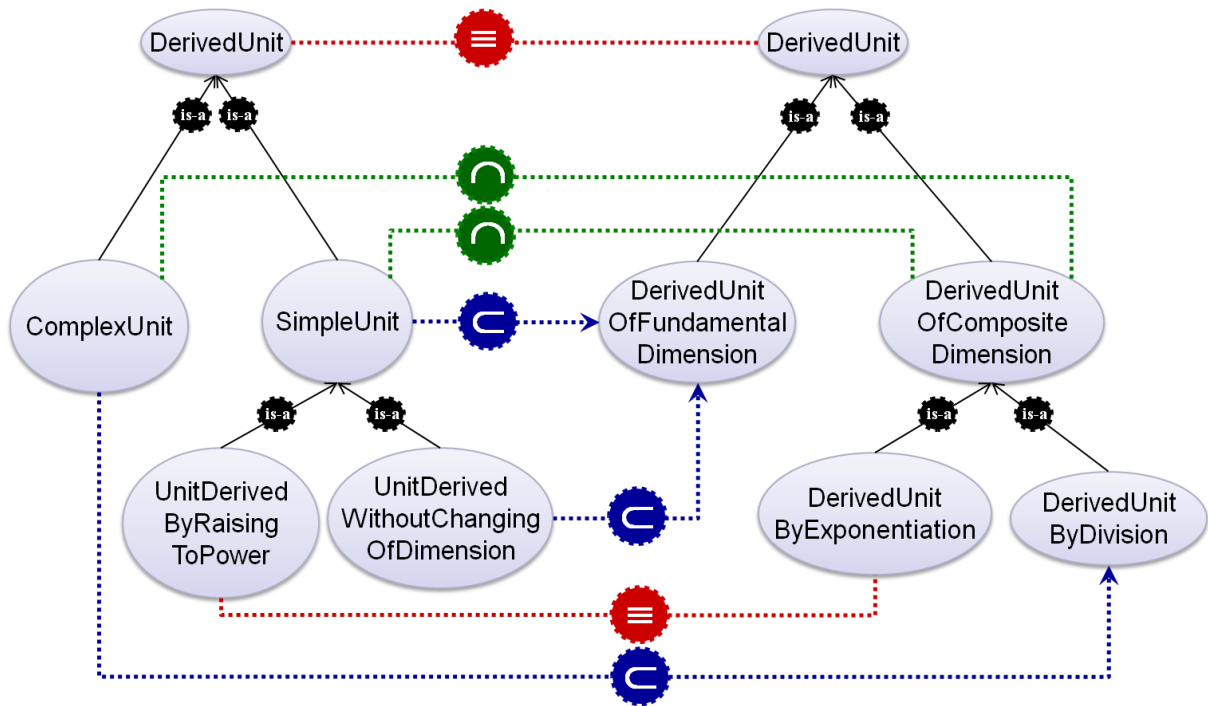 DerivedUnit
≡
DerivedUnit
is-a
is-a
is-a
is-a
∩
∩
ComplexUnit
SimpleUnit
⊂
DerivedUnit
OfFundamental
Dimension
DerivedUnit
OfComposite
Dimension
is-a
is-a
is-a
is-a
UnitDerived
ByRaising
ToPower
UnitDerived
WithoutChanging
OfDimension
⊂
DerivedUnit
ByExponentiation
DerivedUnit
ByDivision
≡
⊂